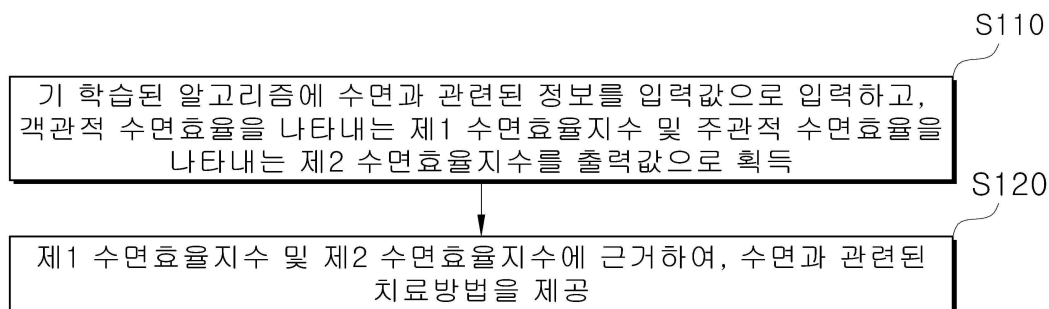 S110
기 학습된 알고리즘에 수면과 관련된 정보를 입력값으로 입력하고,
객관적 수면효율을 나타내는 제1 수면효율지수 및 주관적 수면효율을
나타내는 제2 수면효율지수를 출력값으로 획득
S120
제1 수면효율지수 및 제2 수면효율지수에 근거하여, 수면과 관련된
치료방법을 제공